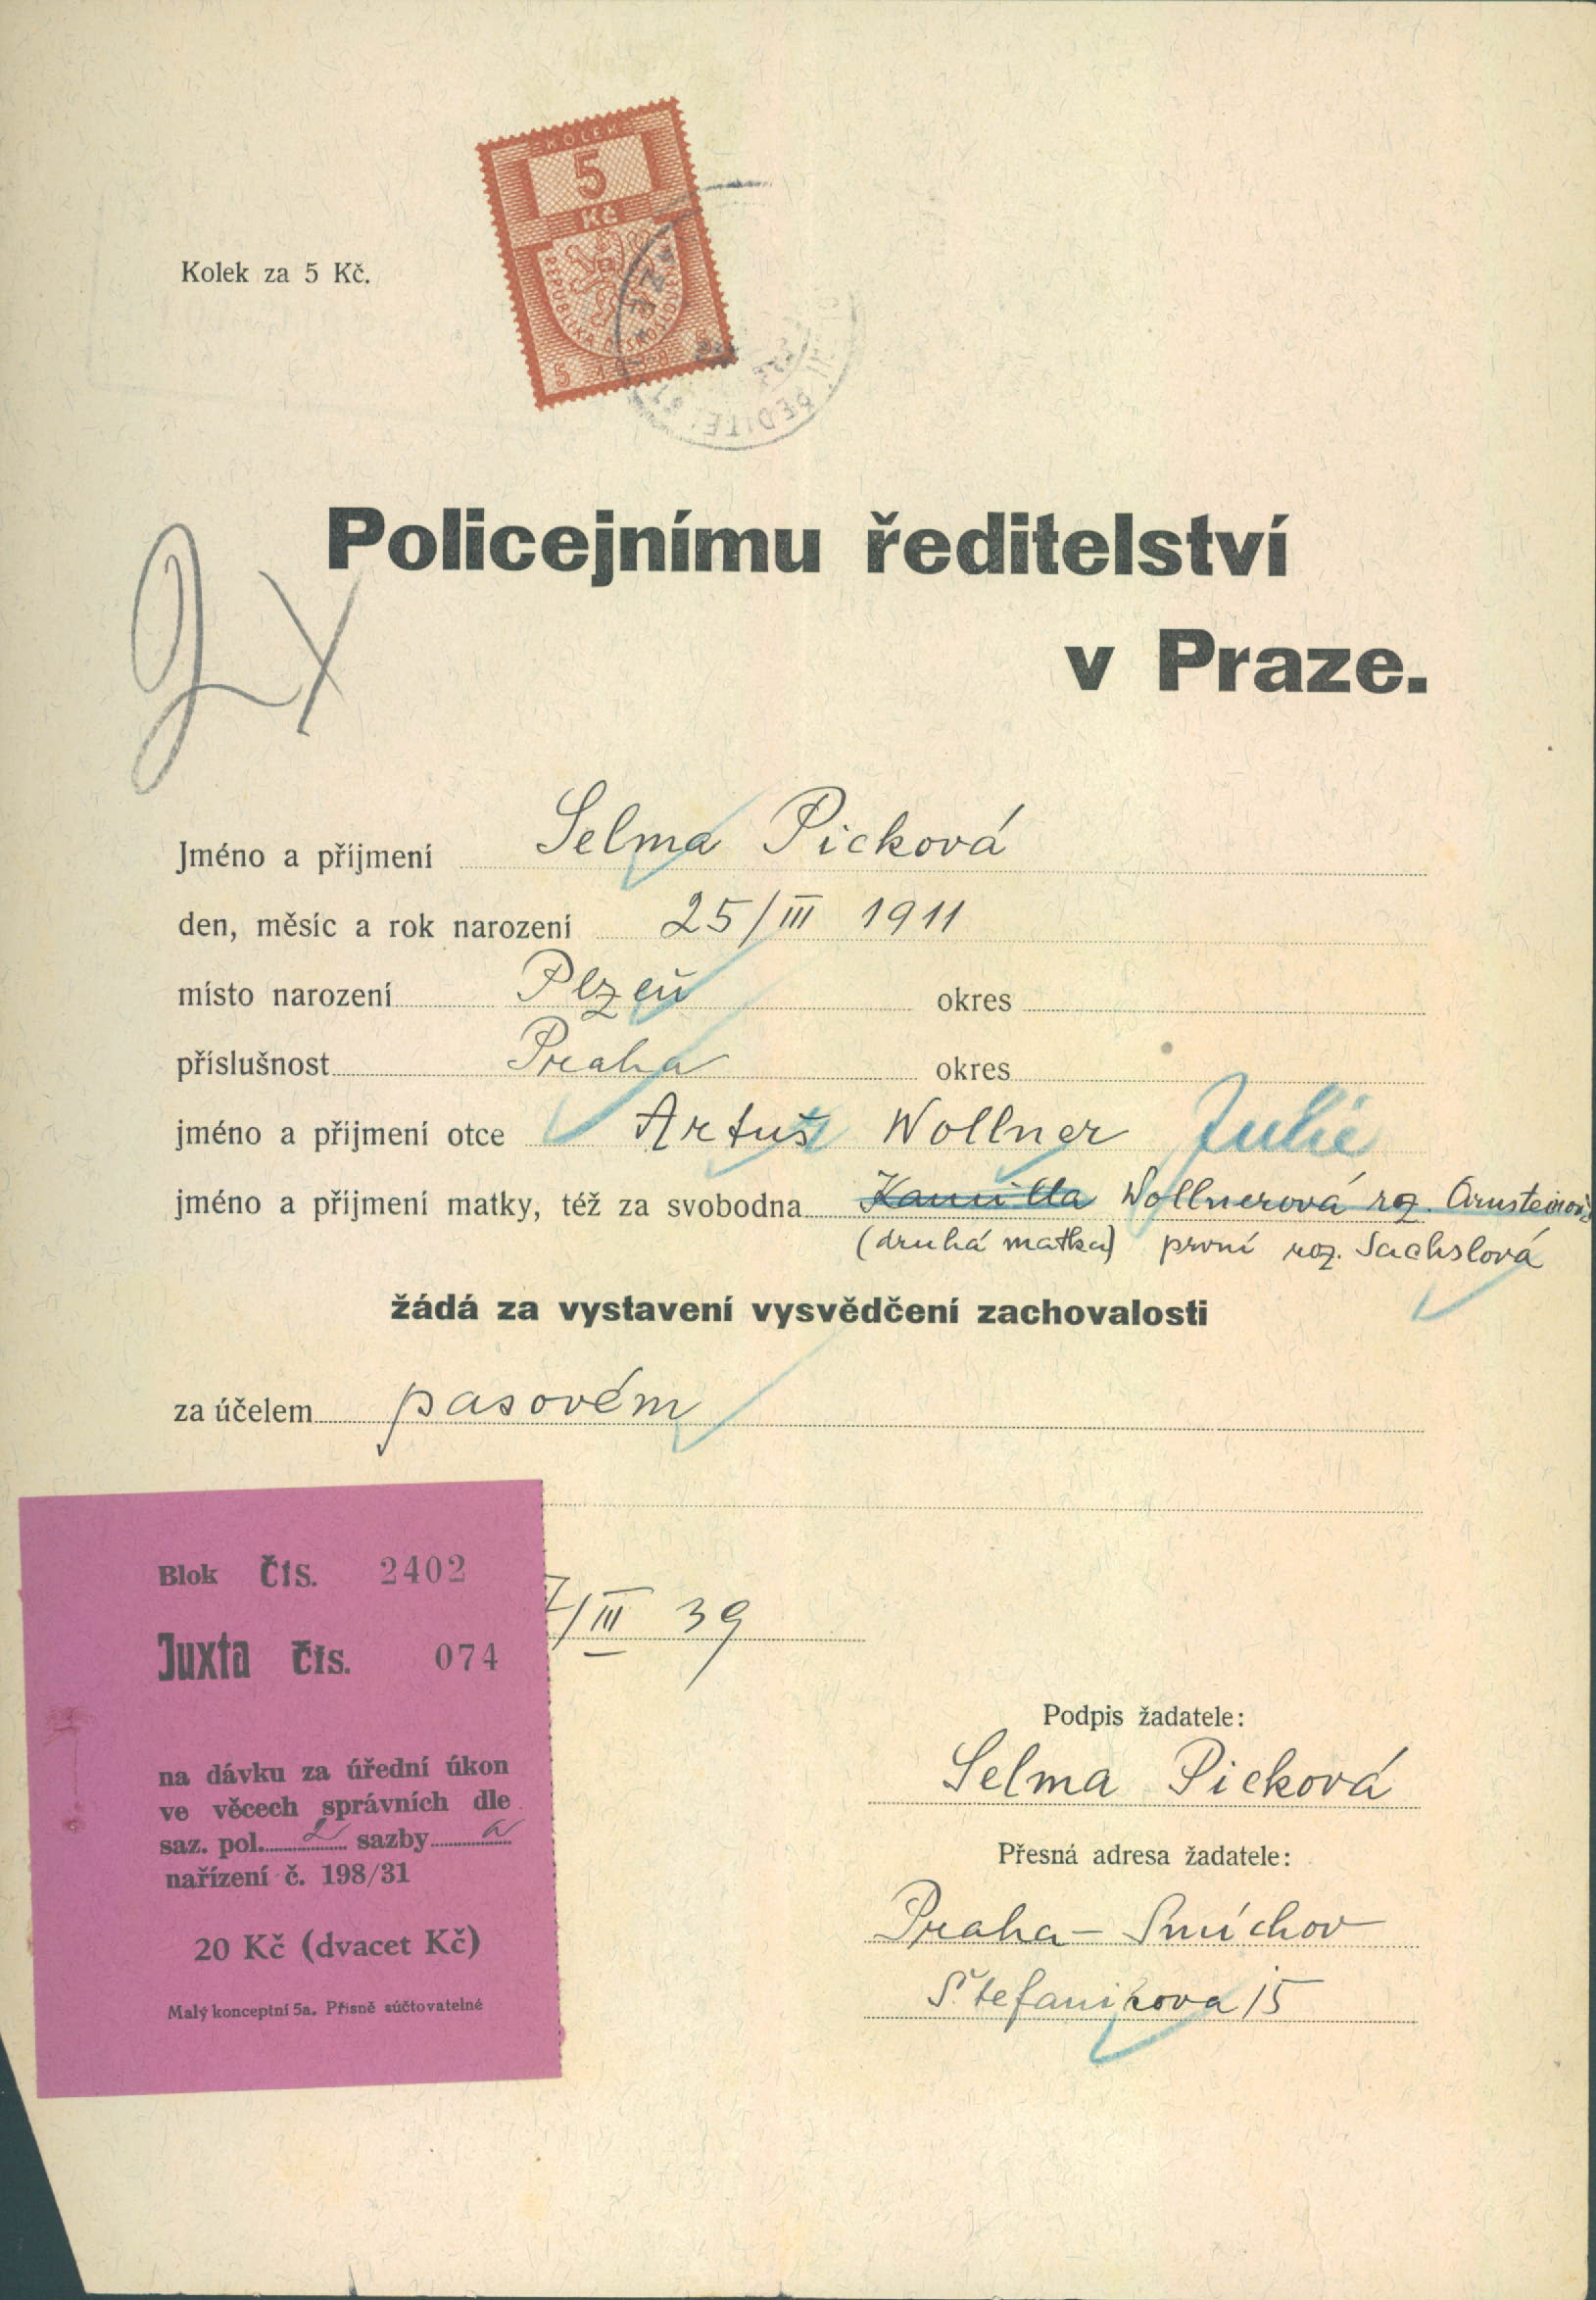 KOLEK
5
Kč
5
Kolek za 5 Kč.
Policejnímu ředitelství
v Praze.
Jméno a příjmení Selma Picková
den, měsíc a rok narození 25/III 1911
místo narození Plzeň okres
příslušnost Praha okres
jméno a příjmení otce Artuš Wollner Julie
jméno a příjmení matky, též za svobodna Kamilla Wollnerová roz. Arnsteinová
(druhá matka) první roz. Sachslová
žádá za vystavení vysvědčení zachovalosti
za účelem pasovém
Blok Čís. 2402
7/III 39
Juxta čís. 074
na dávku za úřední úkon
ve věcech správních dle
saz. pol. 2 sazby a
nařízení č. 198/31
20 Kč (dvacet Kč)
Malý konceptní 5a. Přísně súčtovatelné
Podpis žadatele:
Selma Picková
Přesná adresa žadatele:
Praha - Smíchov
Štefanikova 15